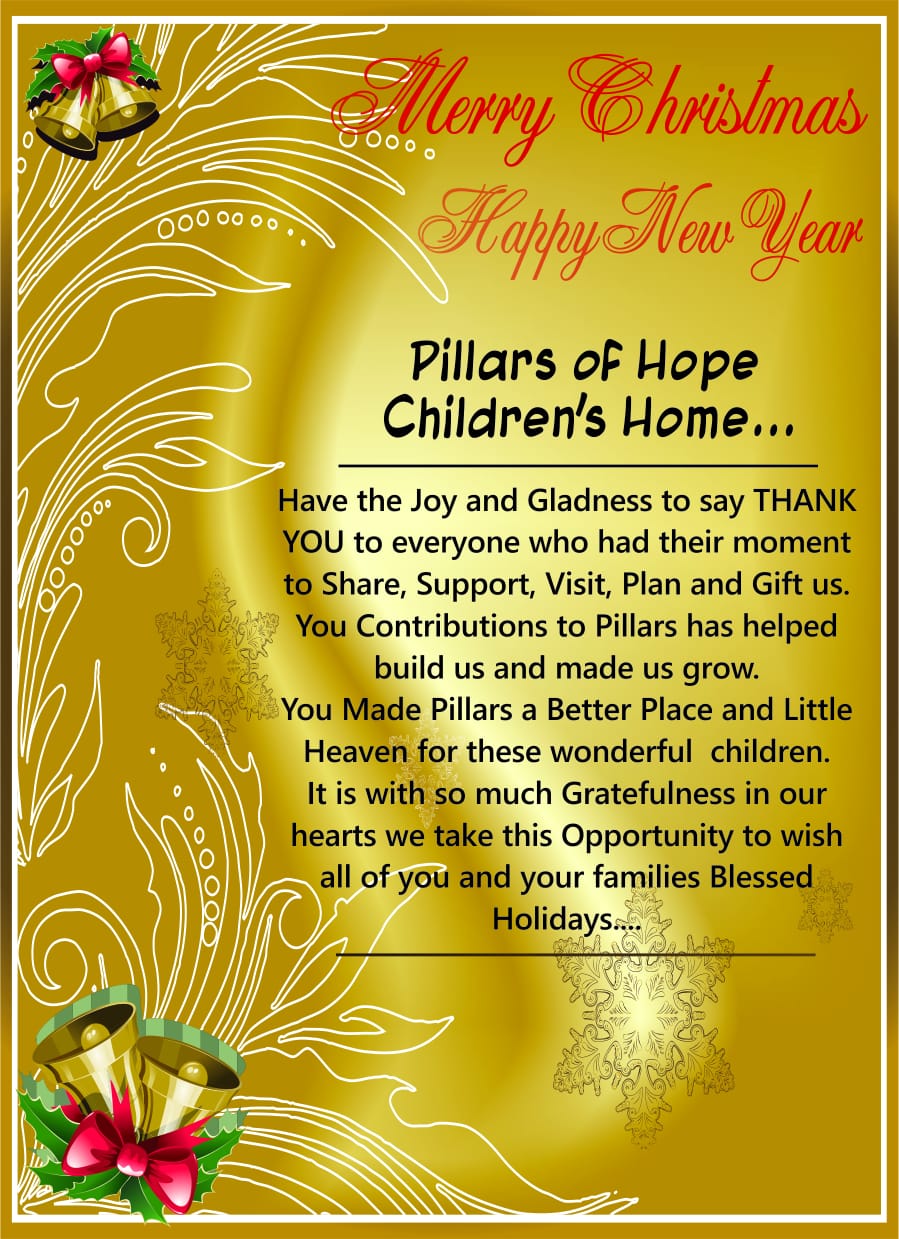 Merry Christmas
Happy New Year
Pillars of Hope
Children's Home...
Have the Joy and Gladness to say THANK
YOU to everyone who had their moment
to Share, Support, Visit, Plan and Gift us.
You Contributions to Pillars has helped
build us and made us grow.
You Made Pillars a Better Place and Little
Heaven for these wonderful  children.
It is with so much Gratefulness in our
hearts we take this Opportunity to wish
all of you and your families Blessed
Holidays....